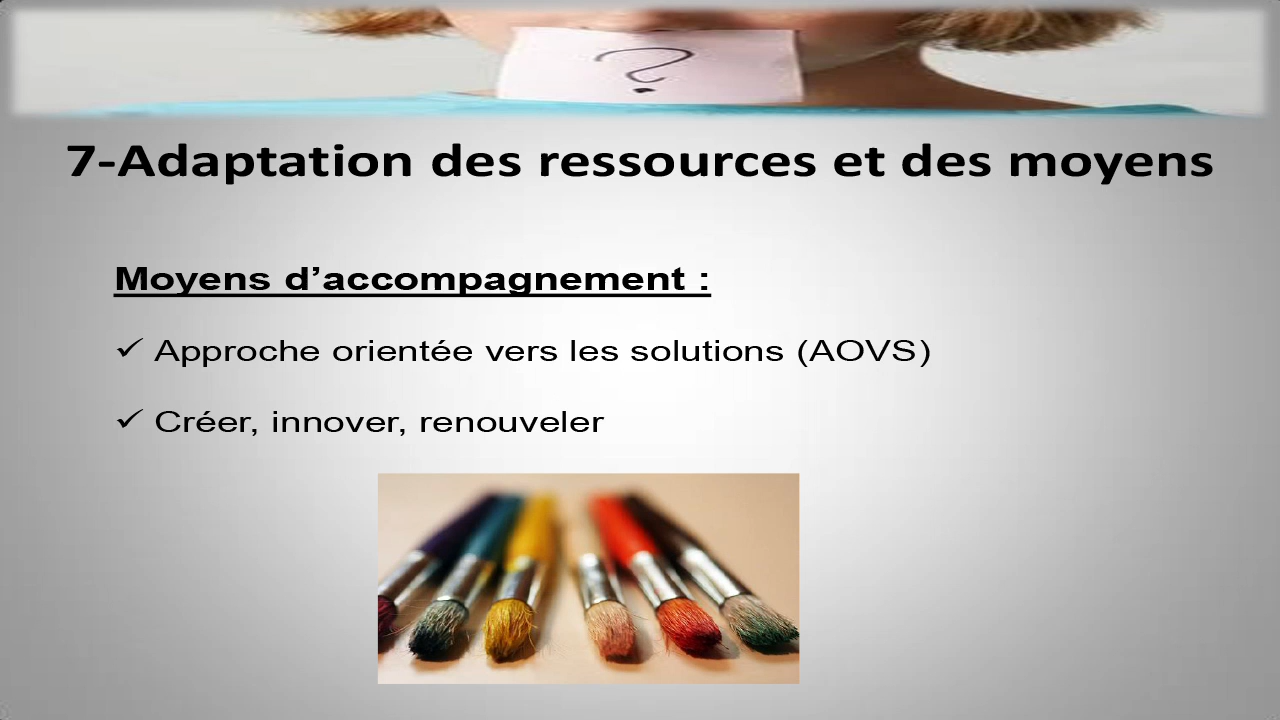 ?
7-Adaptation des ressources et des moyens
Moyens d’accompagnement :
✓ Approche orientée vers les solutions (AOVS)
✓ Créer, innover, renouveler